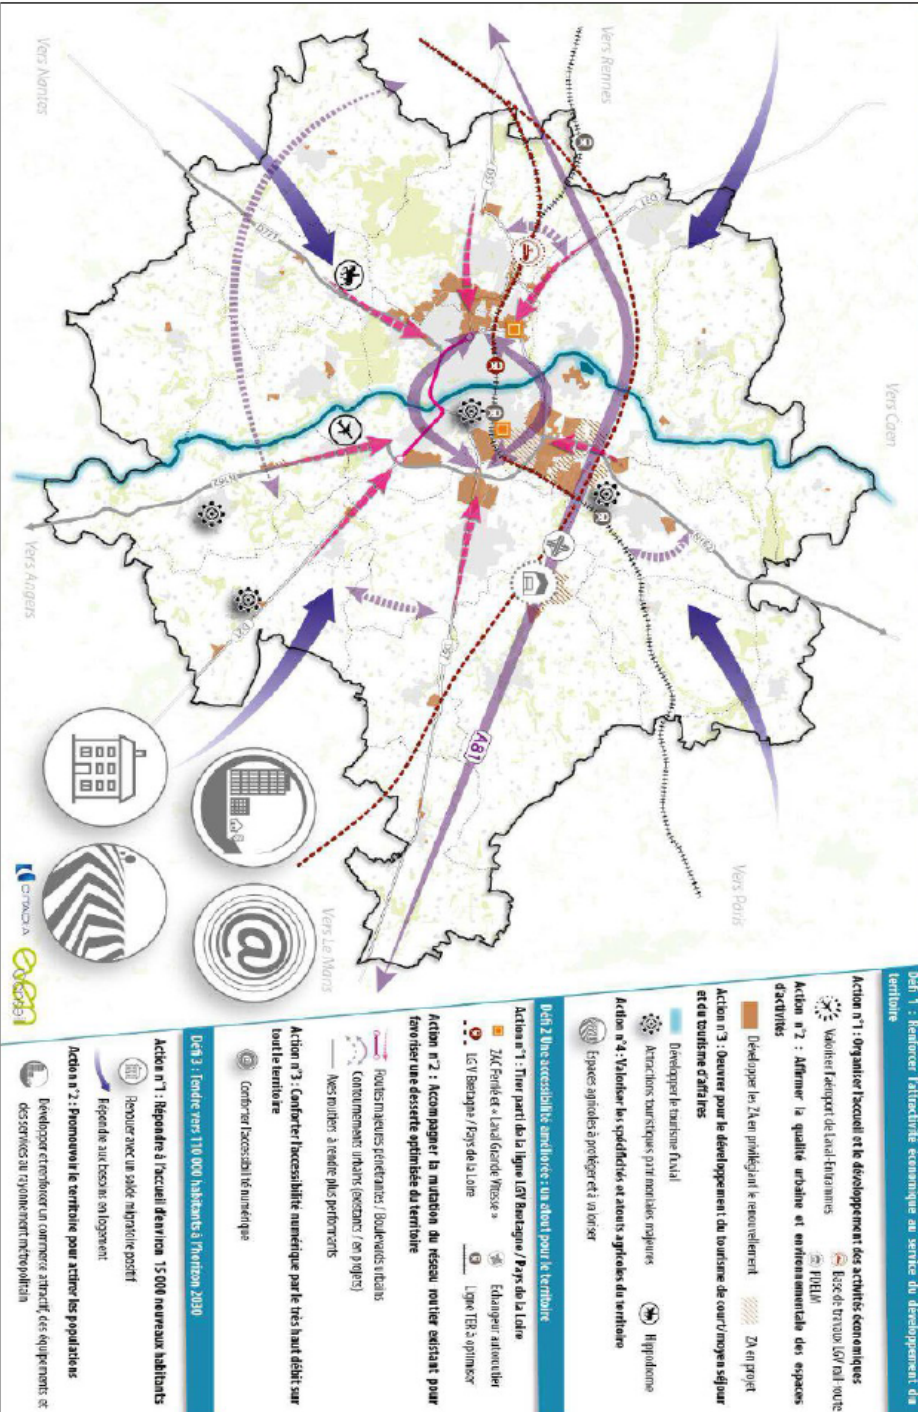 Vers Rennes
Vers Caen
Vers Paris
Vers Nantes
Vers Angers
Vers Le Mans
D57
D31
D771
N162
N162
D21
D57
A81
CITADIA
even
Conseil
Défi 1 : Renforcer l'attractivité économique au service du développement du
territoire
Action n°1 : Organiser l'accueil et le développement des activités économiques
Valoriser l'aéroport de Laval-Entrammes
Base de travaux LGV rail-route
PDELM
Action n°2 : Affirmer la qualité urbaine et environnementale des espaces
d'activités
Développer les ZA en privilégiant le renouvellement
ZA en projet
Action n°3 : Oeuvrer pour le développement du tourisme de court/moyen séjour
et du tourisme d'affaires
Développer le tourisme fluvial
Attractions touristiques patrimoniales majeures
Hippodrome
Action n°4 : Valoriser les spécificités et atouts agricoles du territoire
Espaces agricoles à protéger et à valoriser
Défi 2 Une accessibilité améliorée : un atout pour le territoire
Action n°1 : Tirer parti de la ligne LGV Bretagne / Pays de la Loire
ZAC Ferrié et « Laval Grande Vitesse »
Echangeur autoroutier
LGV Bretagne / Pays de la Loire
Ligne TER à optimiser
Action n°2 : Accompagner la mutation du réseau routier existant pour
favoriser une desserte optimisée du territoire
Routes majeures pénétrantes / Boulevards urbains
Contournements urbains (existants / en projets)
Axes routiers à rendre plus performants
Action n°3 : Conforter l'accessibilité numérique par le très haut débit sur
tout le territoire
Conforter l'accessibilité numérique
Défi 3 : Tendre vers 110 000 habitants à l'horizon 2030
Action n°1 : Répondre à l'accueil d'environ 15 000 nouveaux habitants
Renouer avec un solde migratoire positif
Répondre aux besoins en logement
Action n°2 : Promouvoir le territoire pour attirer les populations
Développer et renforcer un commerce attractif, des équipements et
des services au rayonnement métropolitain